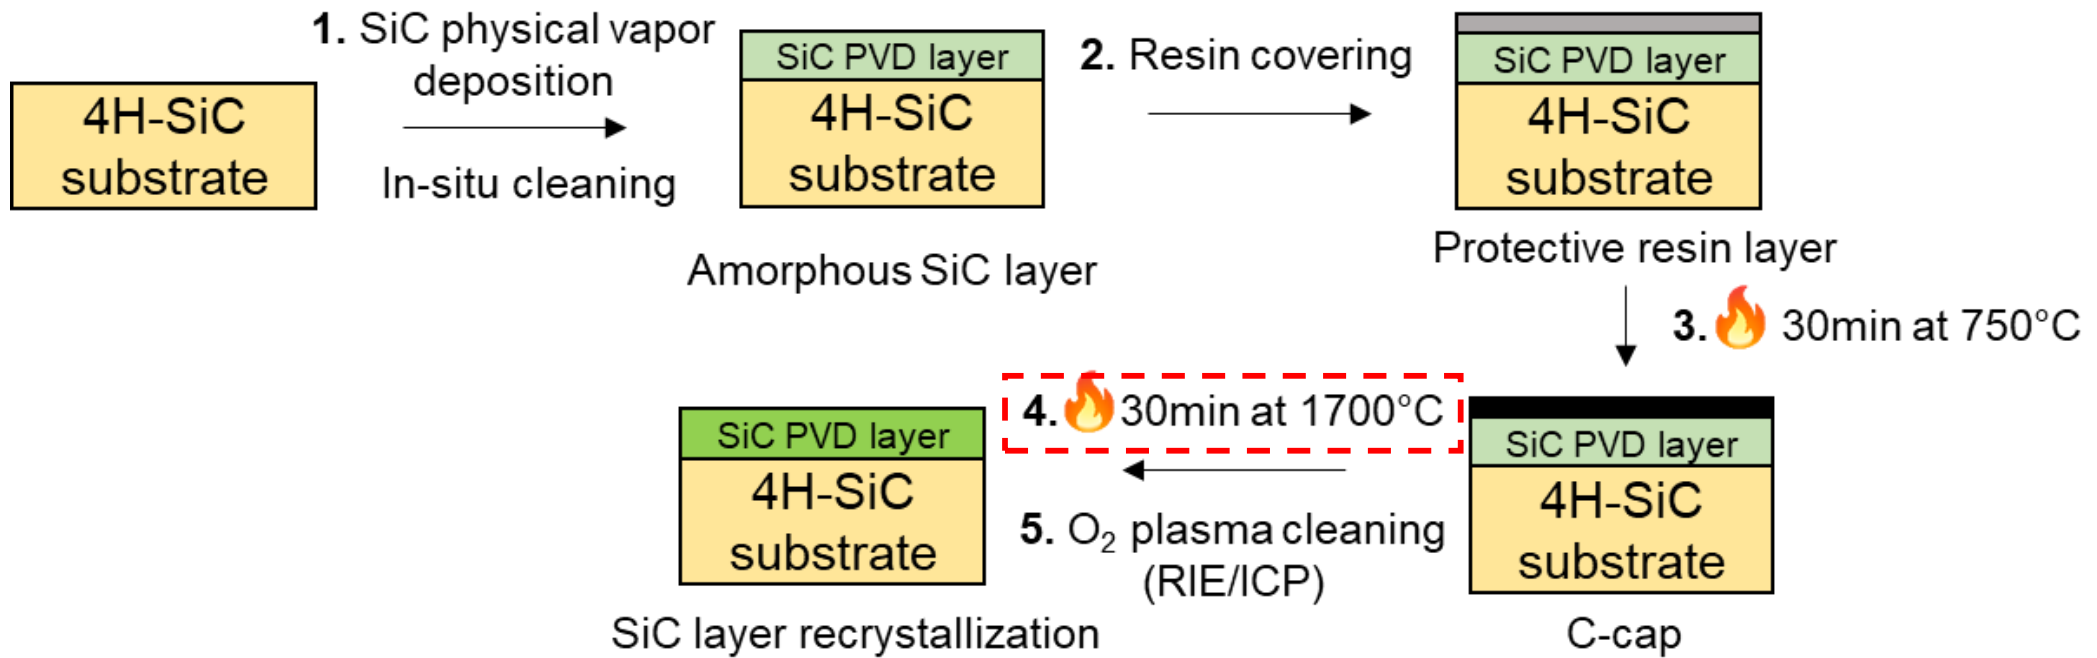 4H-SiC
substrate
1. SiC physical vapor
deposition
In-situ cleaning
SiC PVD layer
4H-SiC
substrate
Amorphous SiC layer
2. Resin covering
SiC PVD layer
4H-SiC
substrate
Protective resin layer
3. 30min at 750°C
SiC PVD layer
4H-SiC
substrate
C-cap
4. 30min at 1700°C
5. O₂ plasma cleaning
(RIE/ICP)
SiC PVD layer
4H-SiC
substrate
SiC layer recrystallization